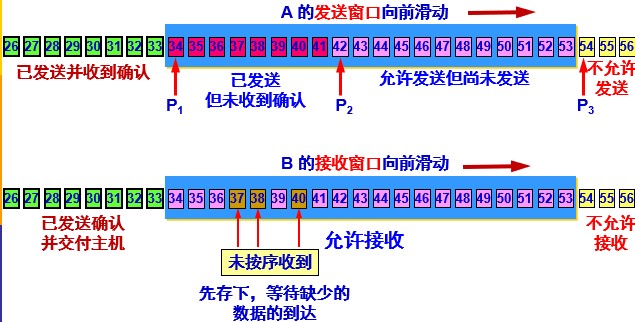 A 的发送窗口向前滑动
26 27 28 29 30 31 32 33 34 35 36 37 38 39 40 41 42 43 44 45 46 47 48 49 50 51 52 53 54 55 56
已发送并收到确认
已发送
但未收到确认
允许发送但尚未发送
不允许
发送
P1 P2 P3
B 的接收窗口向前滑动
26 27 28 29 30 31 32 33 34 35 36 37 38 39 40 41 42 43 44 45 46 47 48 49 50 51 52 53 54 55 56
已发送确认
并交付主机
允许接收
不允许
接收
未按序收到
先存下，等待缺少的
数据的到达